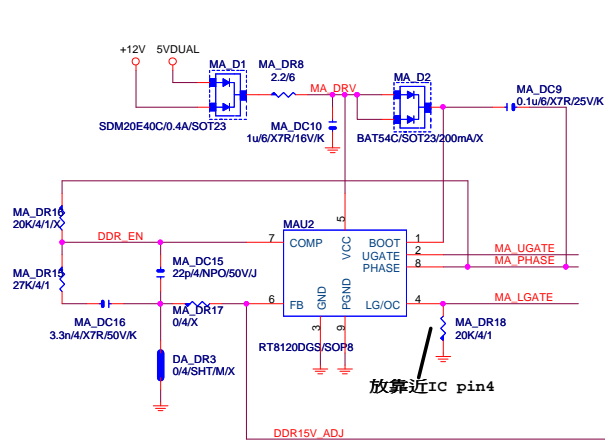 +12V 5VDUAL
MA_D1
MA_DR8
2.2/6
MA_DRV
MA_D2
MA_DC9
0.1u/6/X7R/25V/K
SDM20E40C/0.4A/SOT23
MA_DC10
1u/6/X7R/16V/K
BAT54C/SOT23/200mA/X
MA_DR16
20K/4/1/X
DDR_EN
MAU2
5
7
COMP
VCC
BOOT
1
UGATE
2
MA_UGATE
PHASE
8
MA_PHASE
MA_DR15
27K/4/1
MA_DC15
22p/4/NPO/50V/J
MA_DC16
3.3n/4/X7R/50V/K
MA_DR17
0/4/X
6
FB
GND
PGND
LG/OC
4
MA_LGATE
3
9
MA_DR18
20K/4/1
RT8120DGS/SOP8
DA_DR3
0/4/SHT/M/X
放靠近IC pin4
DDR15V_ADJ